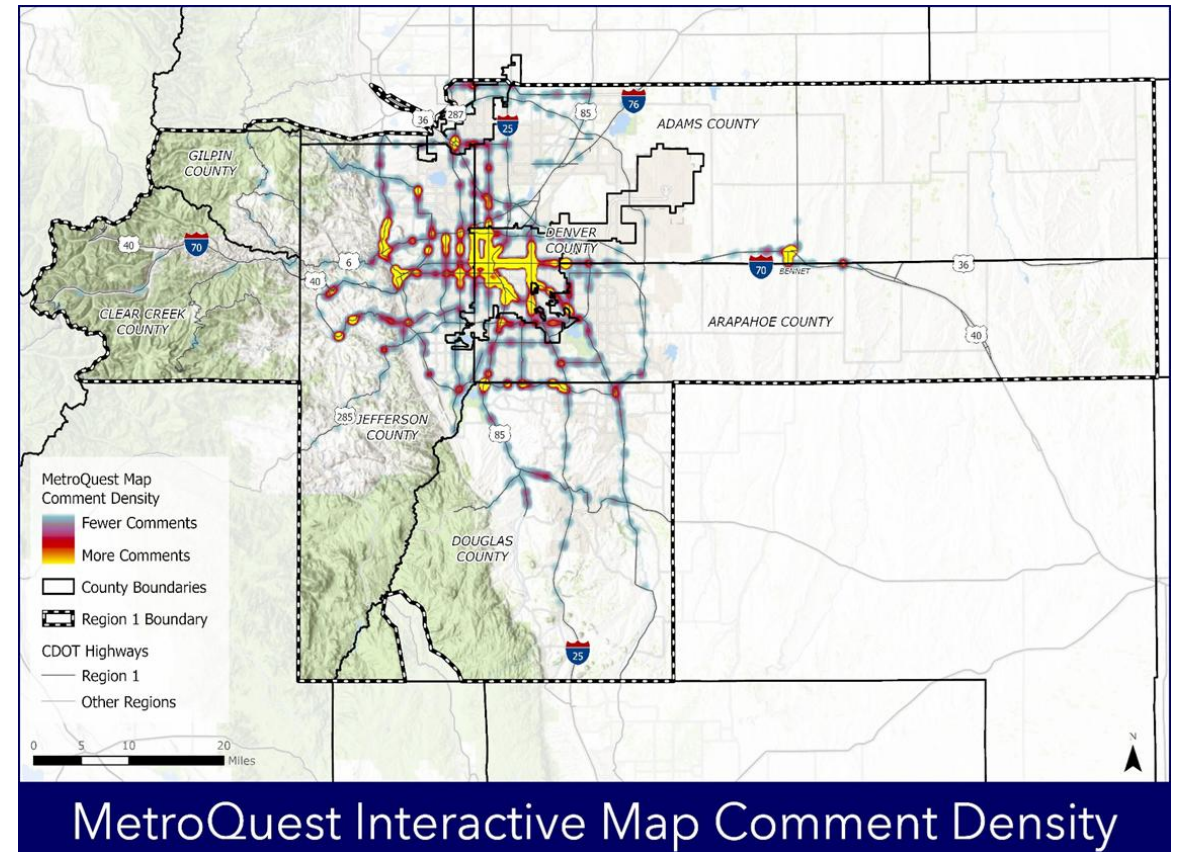 36
287
25
85
76
ADAMS COUNTY
GILPIN
COUNTY
DENVER
COUNTY
40
70
6
40
70
BENNET
36
CLEAR CREEK
COUNTY
ARAPAHOE COUNTY
40
285
JEFFERSON
COUNTY
85
DOUGLAS
COUNTY
25
MetroQuest Map
Comment Density
Fewer Comments
More Comments
County Boundaries
Region 1 Boundary
CDOT Highways
Region 1
Other Regions
0 5 10 20
Miles
N
MetroQuest Interactive Map Comment Density